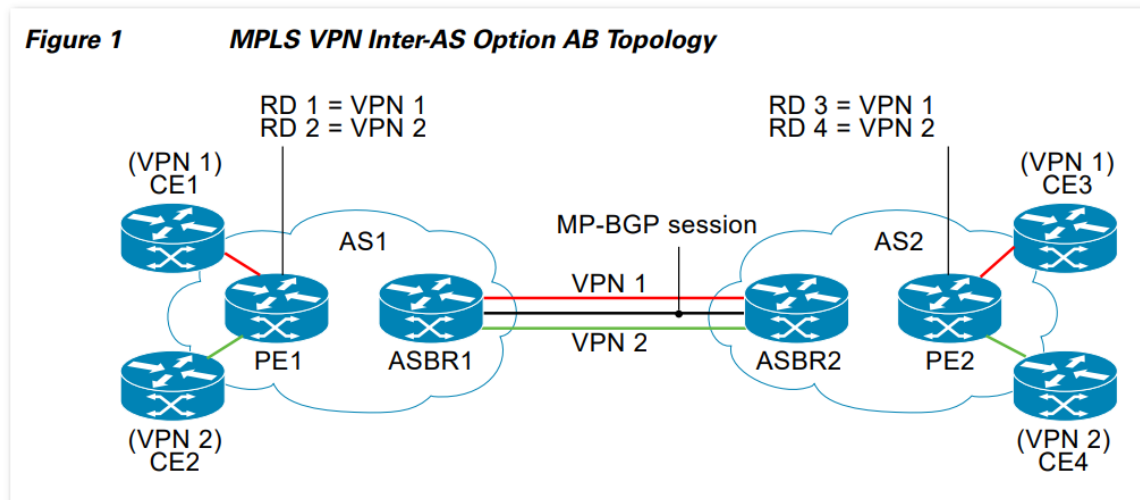 Figure 1 MPLS VPN Inter-AS Option AB Topology
RD 1 = VPN 1
RD 2 = VPN 2
RD 3 = VPN 1
RD 4 = VPN 2
(VPN 1)
CE1
(VPN 1)
CE3
MP-BGP session
AS1
AS2
VPN 1
VPN 2
PE1
ASBR1
ASBR2
PE2
(VPN 2)
CE2
(VPN 2)
CE4